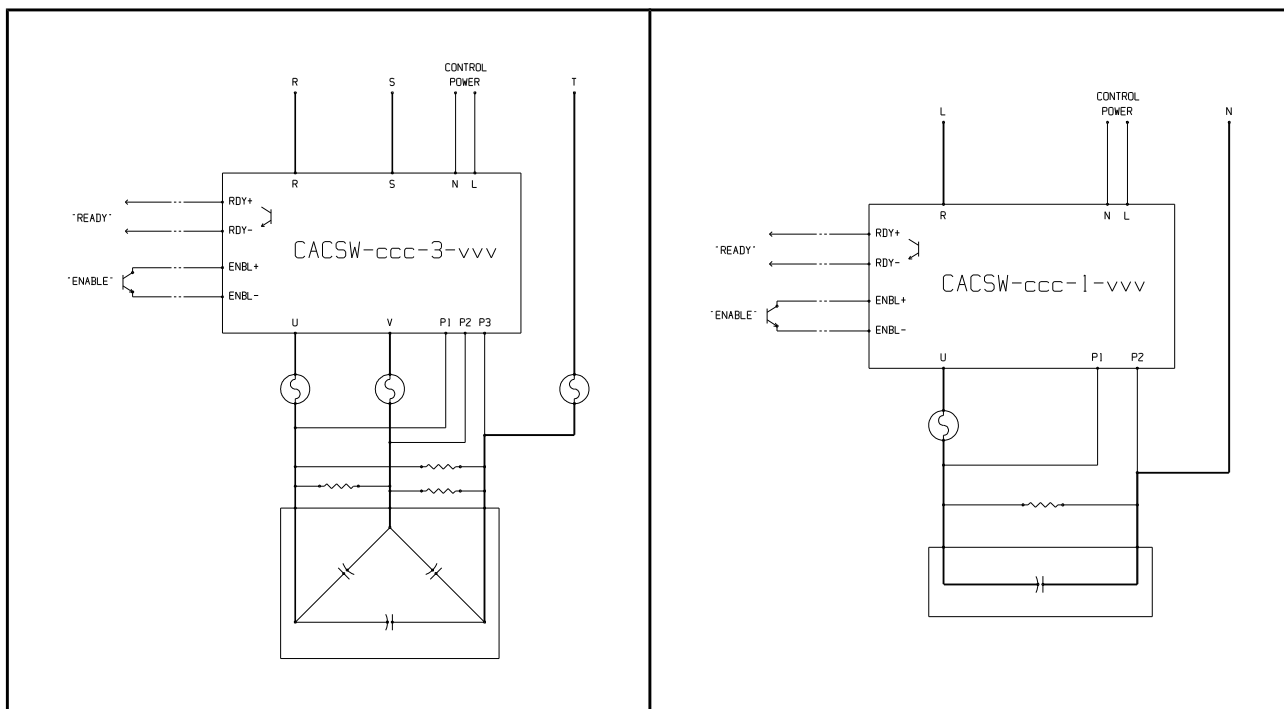 CONTROL
POWER
R S T
R S N L
RDY+
"READY"
RDY-
CACSW-ccc-3-vvv
ENBL+
"ENABLE"
ENBL-
U V P1 P2 P3
CONTROL
POWER
L N
R N L
RDY+
"READY"
RDY-
CACSW-ccc-1-vvv
ENBL+
"ENABLE"
ENBL-
U P1 P2